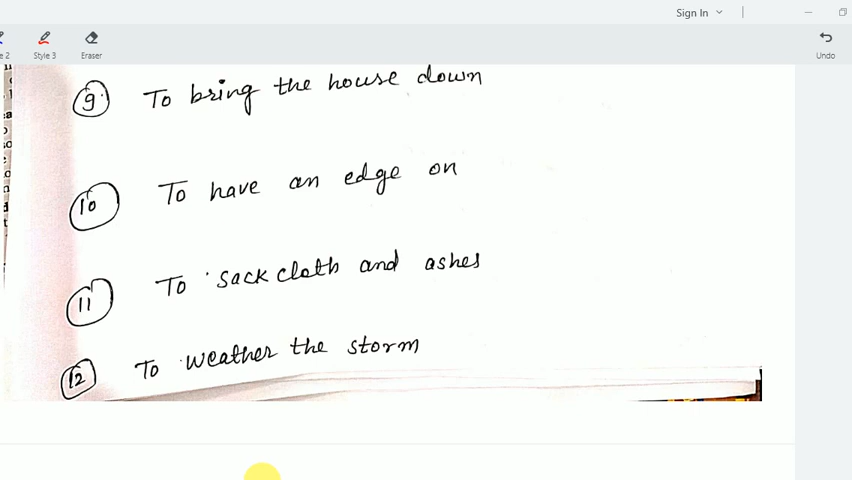 Sign In
Style 3
Eraser
Undo
9 To bring the house down
10 To have an edge on
11 To sack cloth and ashes
12 To weather the storm